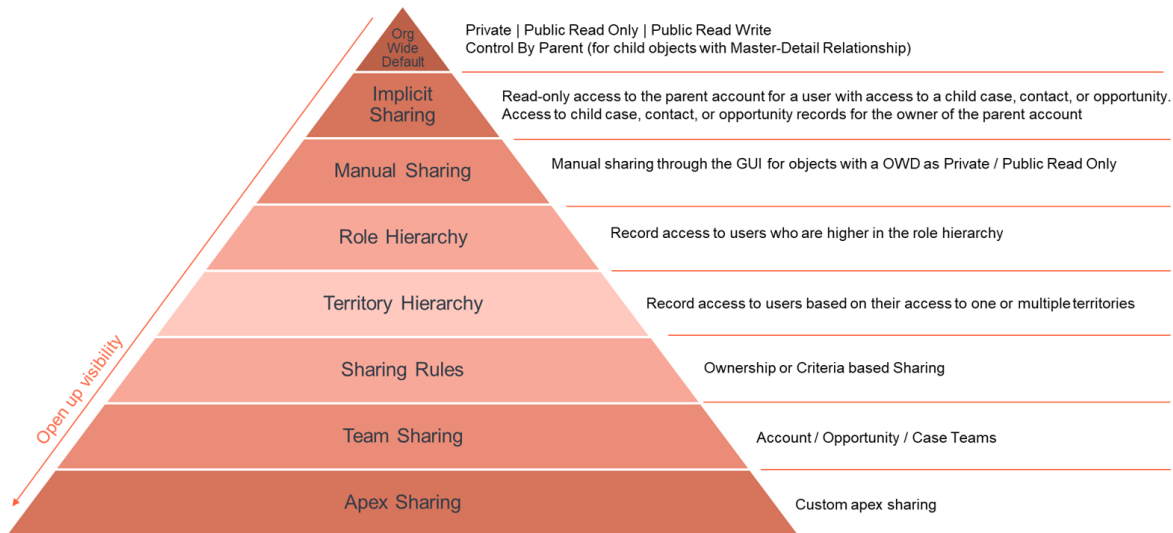 Org
Wide
Default
Private | Public Read Only | Public Read Write
Control By Parent (for child objects with Master-Detail Relationship)
Implicit
Sharing
Read-only access to the parent account for a user with access to a child case, contact, or opportunity.
Access to child case, contact, or opportunity records for the owner of the parent account
Manual Sharing
Manual sharing through the GUI for objects with a OWD as Private / Public Read Only
Role Hierarchy
Record access to users who are higher in the role hierarchy
Territory Hierarchy
Record access to users based on their access to one or multiple territories
Sharing Rules
Ownership or Criteria based Sharing
Team Sharing
Account / Opportunity / Case Teams
Apex Sharing
Custom apex sharing
Open up visibility